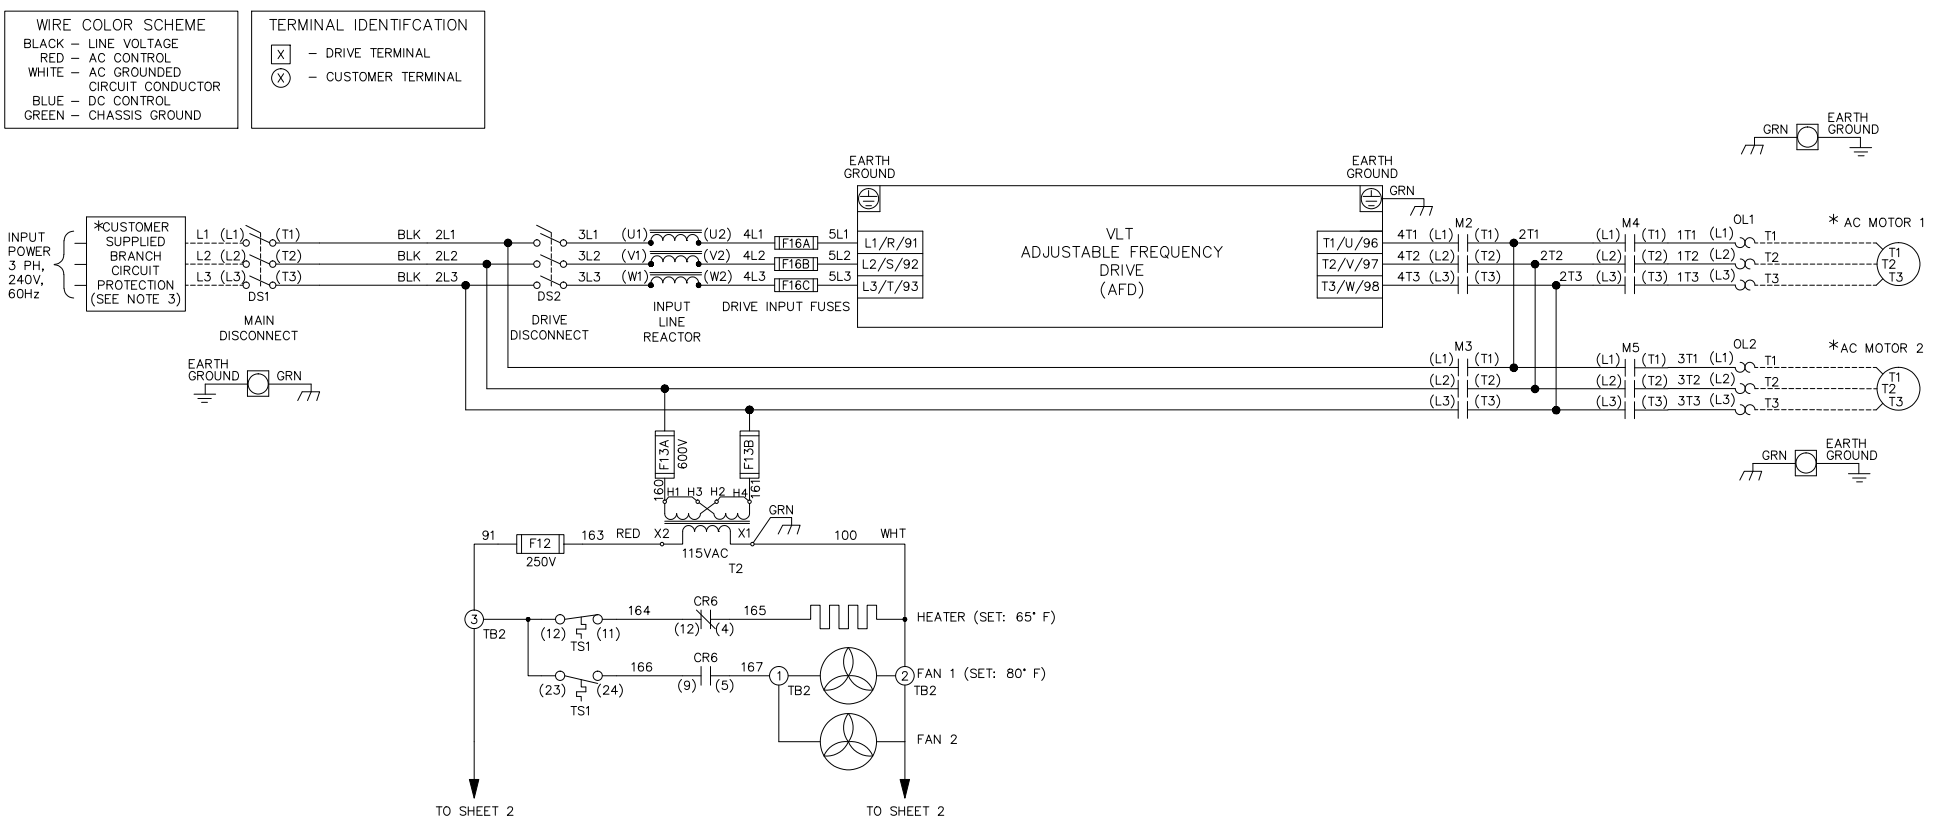 WIRE COLOR SCHEME
BLACK – LINE VOLTAGE
RED – AC CONTROL
WHITE – AC GROUNDED
CIRCUIT CONDUCTOR
BLUE – DC CONTROL
GREEN – CHASSIS GROUND
TERMINAL IDENTIFCATION
X – DRIVE TERMINAL
X – CUSTOMER TERMINAL
GRN
EARTH
GROUND
INPUT
POWER
3 PH,
240V,
60Hz
*CUSTOMER
SUPPLIED
BRANCH
CIRCUIT
PROTECTION
(SEE NOTE 3)
L1 (L1) (T1) BLK 2L1 3L1 (U1) (U2) 4L1 F16A 5L1 L1/R/91
L2 (L2) (T2) BLK 2L2 3L2 (V1) (V2) 4L2 F16B 5L2 L2/S/92
L3 (L3) (T3) BLK 2L3 3L3 (W1) (W2) 4L3 F16C 5L3 L3/T/93
DS1
MAIN
DISCONNECT
DS2
DRIVE
DISCONNECT
INPUT
LINE
REACTOR
DRIVE INPUT FUSES
EARTH
GROUND
VLT
ADJUSTABLE FREQUENCY
DRIVE
(AFD)
EARTH
GROUND
GRN
M2 M4 OL1
T1/U/96 4T1 (L1) (T1) 2T1 (L1) (T1) 1T1 (L1) T1
T2/V/97 4T2 (L2) (T2) 2T2 (L2) (T2) 1T2 (L2) T2
T3/W/98 4T3 (L3) (T3) 2T3 (L3) (T3) 1T3 (L3) T3
* AC MOTOR 1
T1
T2
T3
M3 M5 OL2
(L1) (T1) (L1) (T1) 3T1 (L1) T1
(L2) (T2) (L2) (T2) 3T2 (L2) T2
(L3) (T3) (L3) (T3) 3T3 (L3) T3
*AC MOTOR 2
T1
T2
T3
EARTH
GROUND
GRN
GRN
EARTH
GROUND
F13A
600V
F13B
160
H1 H3 H2 H4
161
GRN
91 F12 163 RED X2 X1 100 WHT
250V
115VAC
T2
3
TB2
(12) (11)
TS1
164
CR6
(12) (4)
165
HEATER (SET: 65° F)
(23) (24)
TS1
166
CR6
(9) (5)
167
1
TB2
2
TB2
FAN 1 (SET: 80° F)
FAN 2
TO SHEET 2
TO SHEET 2